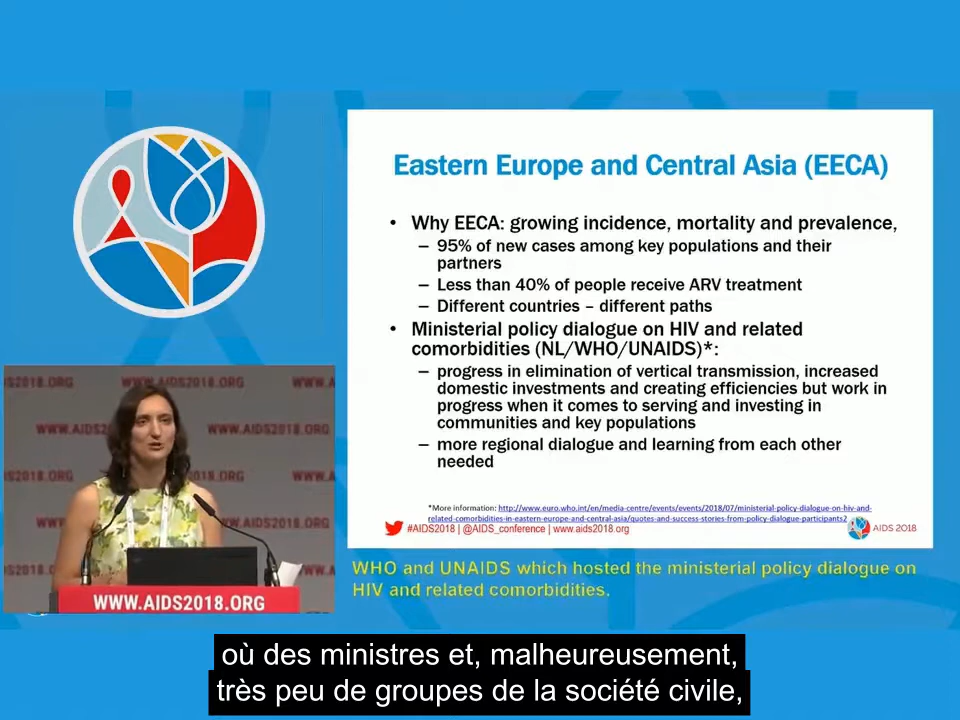 Eastern Europe and Central Asia (EECA)
• Why EECA: growing incidence, mortality and prevalence,
– 95% of new cases among key populations and their
partners
– Less than 40% of people receive ARV treatment
– Different countries – different paths
• Ministerial policy dialogue on HIV and related
comorbidities (NL/WHO/UNAIDS)*:
– progress in elimination of vertical transmission, increased
domestic investments and creating efficiencies but work in
progress when it comes to serving and investing in
communities and key populations
– more regional dialogue and learning from each other
needed
*More information: http://www.euro.who.int/en/media-centre/events/events/2018/07/ministerial-policy-dialogue-on-hiv-and-
related-comorbidities-in-eastern-europe-and-central-asia/quotes-and-success-stories-from-policy-dialogue-participants2
#AIDS2018 | @AIDS_conference | www.aids2018.org
AIDS 2018
DS2018.ORG WWW.AIDS2018.ORG WWW.A
WWW.AIDS WWW.AIDS2018.ORG
DS2018.ORG
WWW.AIDS2018.ORG
WHO and UNAIDS which hosted the ministerial policy dialogue on
HIV and related comorbidities.
où des ministres et, malheureusement,
très peu de groupes de la société civile,